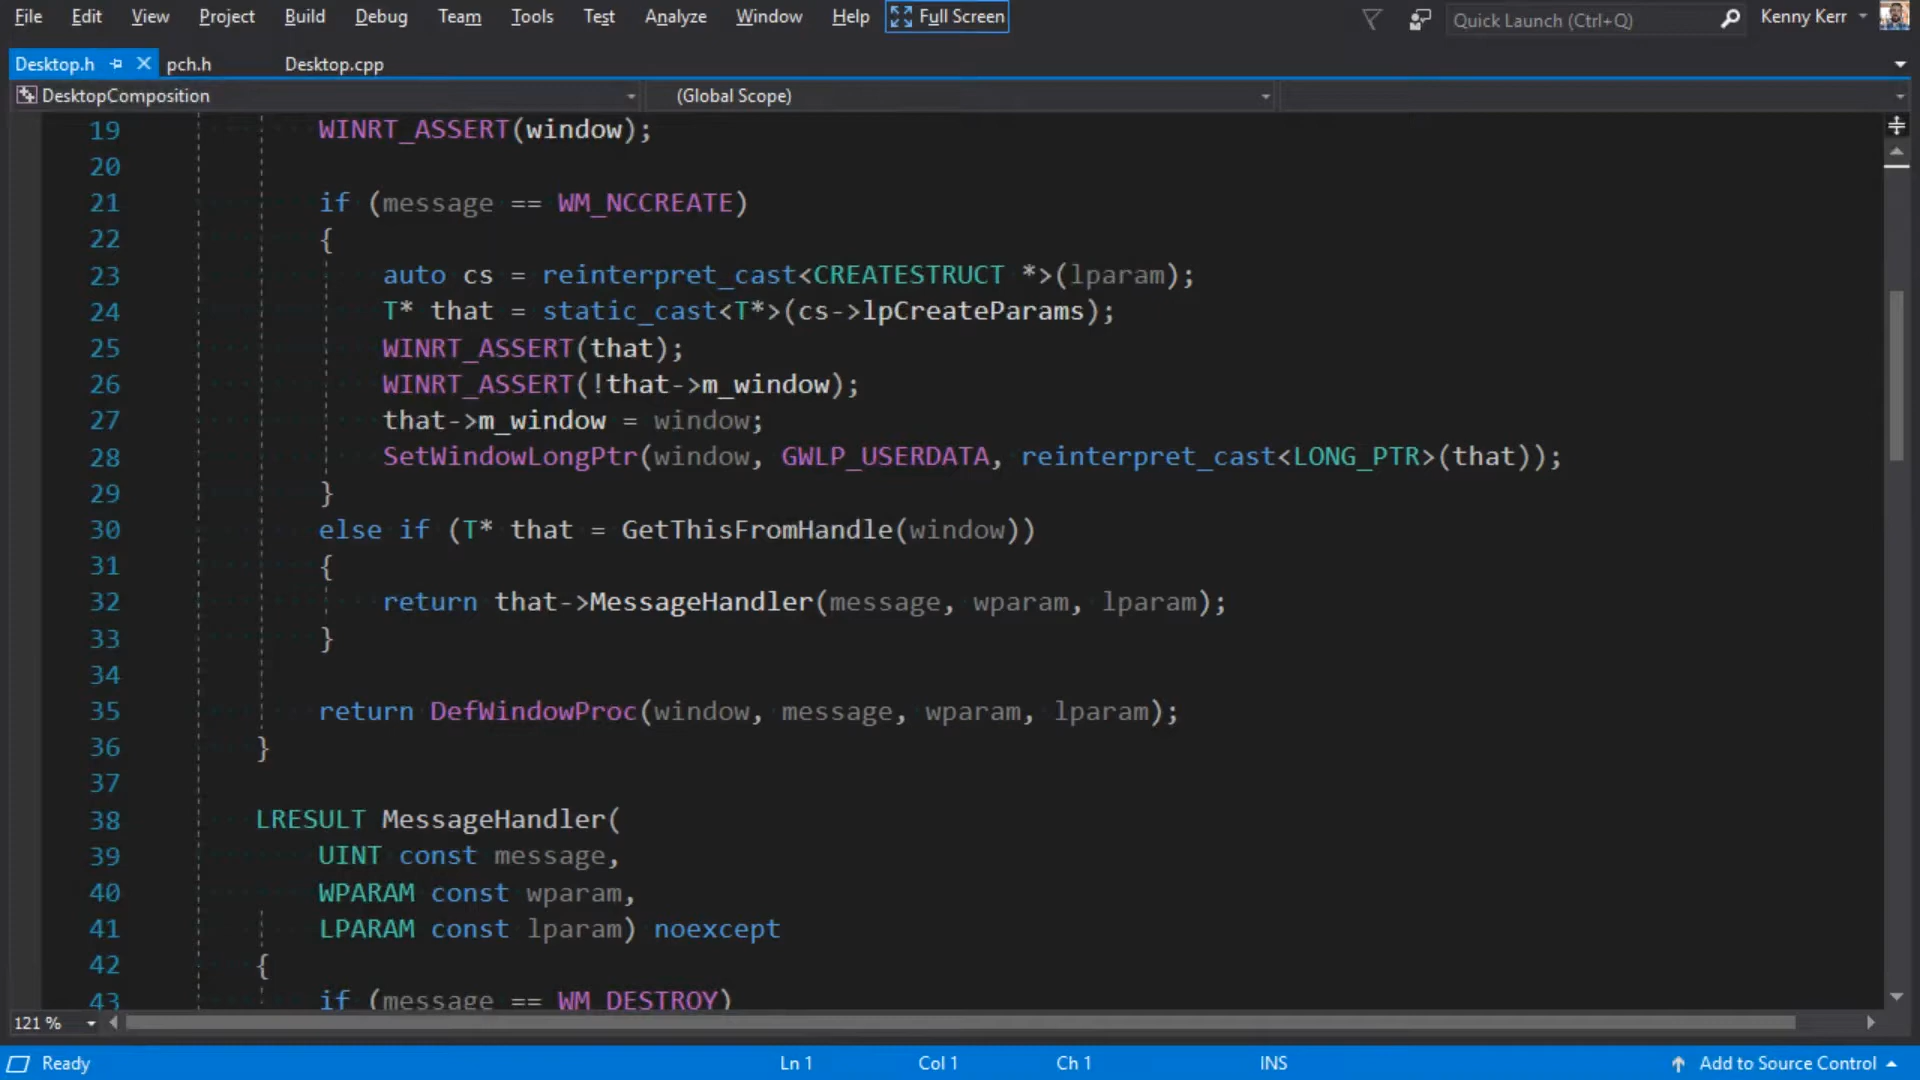 File Edit View Project Build Debug Team Tools Test Analyze Window Help Full Screen Quick Launch (Ctrl+Q) Kenny Kerr
Desktop.h pch.h Desktop.cpp
DesktopComposition (Global Scope)
19 WINRT_ASSERT(window);
20
21 if (message == WM_NCCREATE)
22 {
23 auto cs = reinterpret_cast<CREATESTRUCT *>(lparam);
24 T* that = static_cast<T*>(cs->lpCreateParams);
25 WINRT_ASSERT(that);
26 WINRT_ASSERT(!that->m_window);
27 that->m_window = window;
28 SetWindowLongPtr(window, GWLP_USERDATA, reinterpret_cast<LONG_PTR>(that));
29 }
30 else if (T* that = GetThisFromHandle(window))
31 {
32 return that->MessageHandler(message, wparam, lparam);
33 }
34
35 return DefWindowProc(window, message, wparam, lparam);
36 }
37
38 LRESULT MessageHandler(
39 UINT const message,
40 WPARAM const wparam,
41 LPARAM const lparam) noexcept
42 {
43 if (message == WM_DESTROY)
121 %
Ready Ln 1 Col 1 Ch 1 INS Add to Source Control